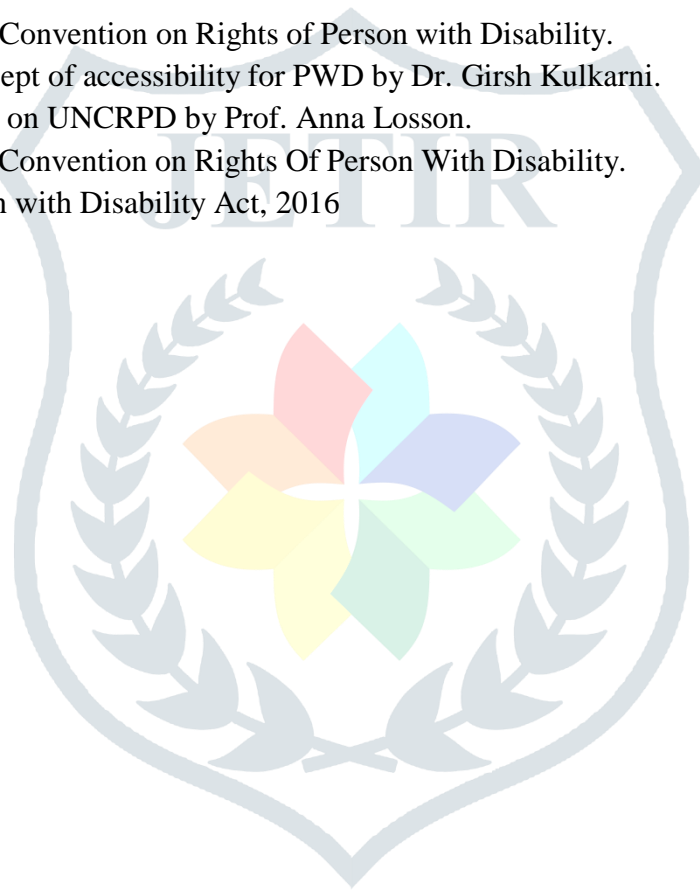 Convention on Rights of Person with Disability.
ept of accessibility for PWD by Dr. Girsh Kulkarni.
on UNCRPD by Prof. Anna Losson.
Convention on Rights Of Person With Disability.
n with Disability Act, 2016
JETIR